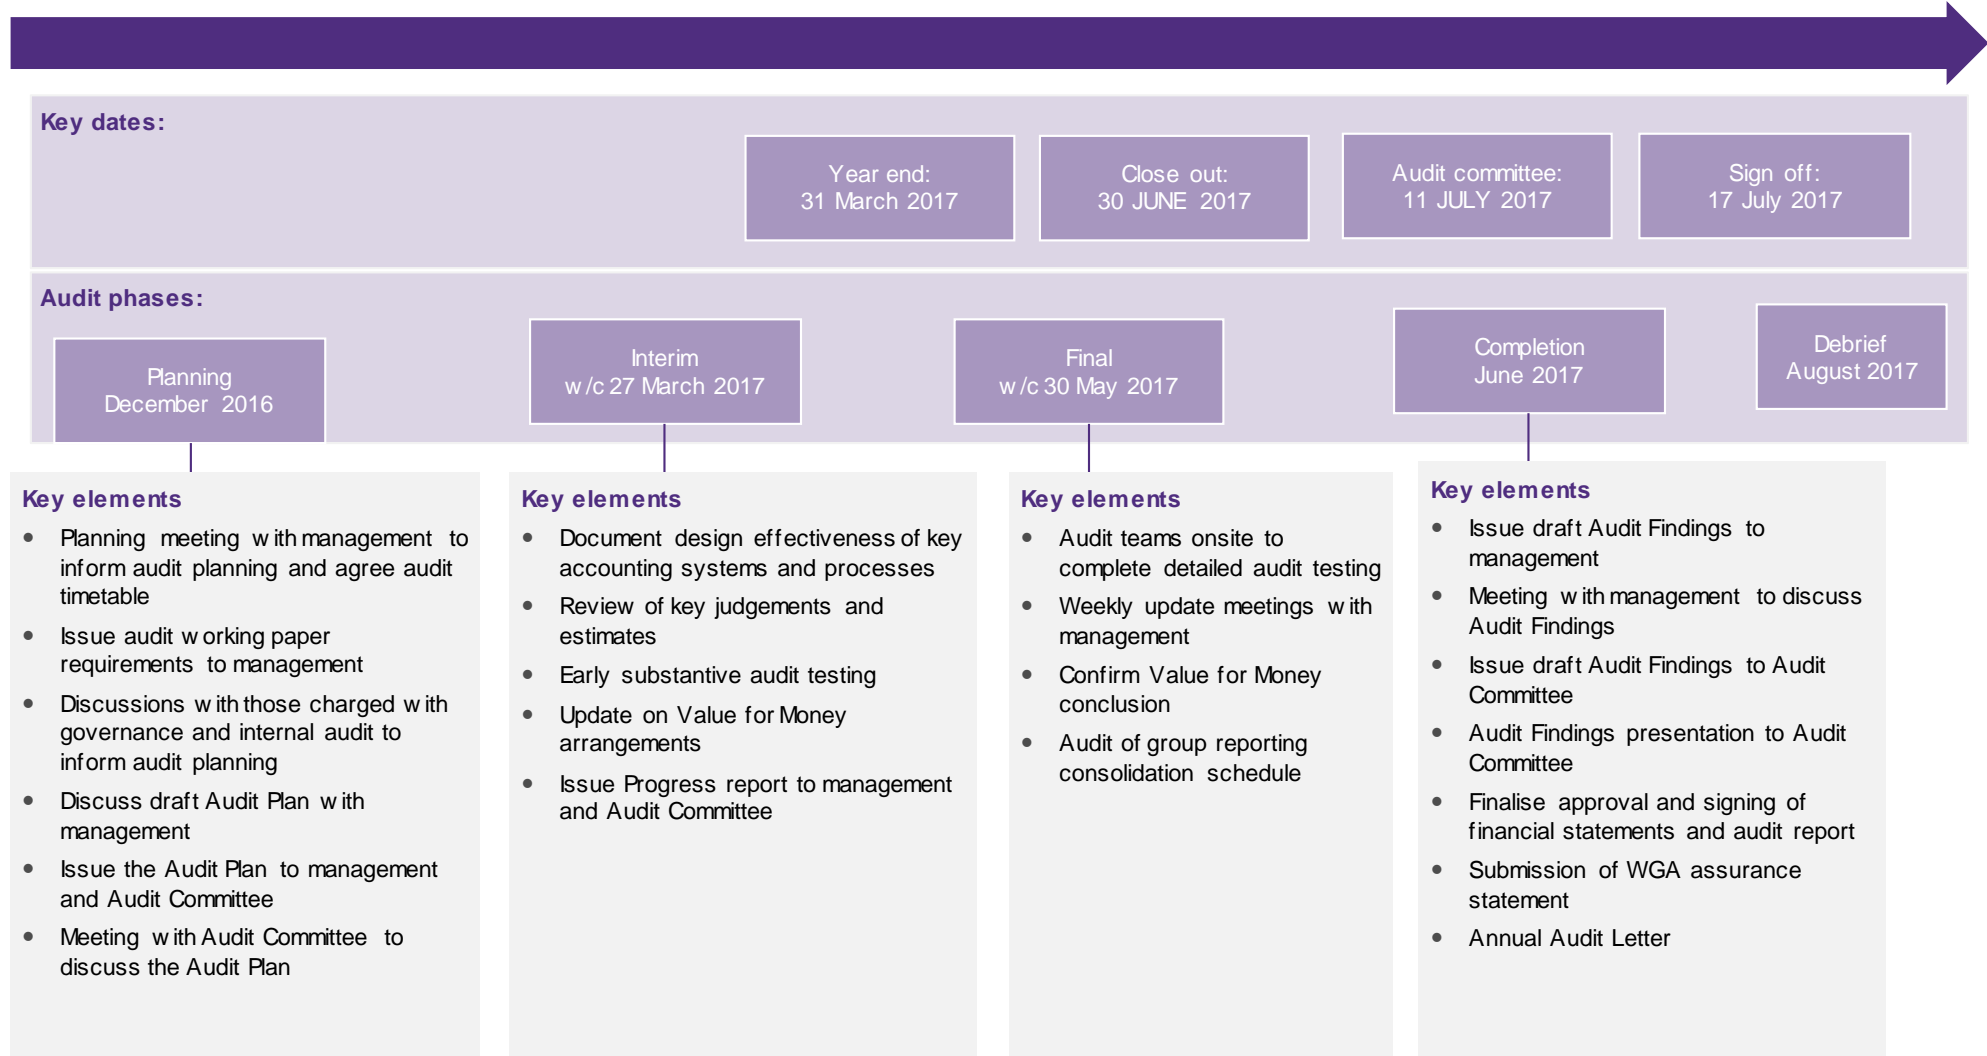 Key dates:
Year end:
31 March 2017
Close out:
30 JUNE 2017
Audit committee:
11 JULY 2017
Sign off:
17 July 2017
Audit phases:
Planning
December 2016
Interim
w/c 27 March 2017
Final
w/c 30 May 2017
Completion
June 2017
Debrief
August 2017
Key elements
• Planning meeting with management to
inform audit planning and agree audit
timetable
• Issue audit working paper
requirements to management
• Discussions with those charged with
governance and internal audit to
inform audit planning
• Discuss draft Audit Plan with
management
• Issue the Audit Plan to management
and Audit Committee
• Meeting with Audit Committee to
discuss the Audit Plan
Key elements
• Document design effectiveness of key
accounting systems and processes
• Review of key judgements and
estimates
• Early substantive audit testing
• Update on Value for Money
arrangements
• Issue Progress report to management
and Audit Committee
Key elements
• Audit teams onsite to
complete detailed audit testing
• Weekly update meetings with
management
• Confirm Value for Money
conclusion
• Audit of group reporting
consolidation schedule
Key elements
• Issue draft Audit Findings to
management
• Meeting with management to discuss
Audit Findings
• Issue draft Audit Findings to Audit
Committee
• Audit Findings presentation to Audit
Committee
• Finalise approval and signing of
financial statements and audit report
• Submission of WGA assurance
statement
• Annual Audit Letter